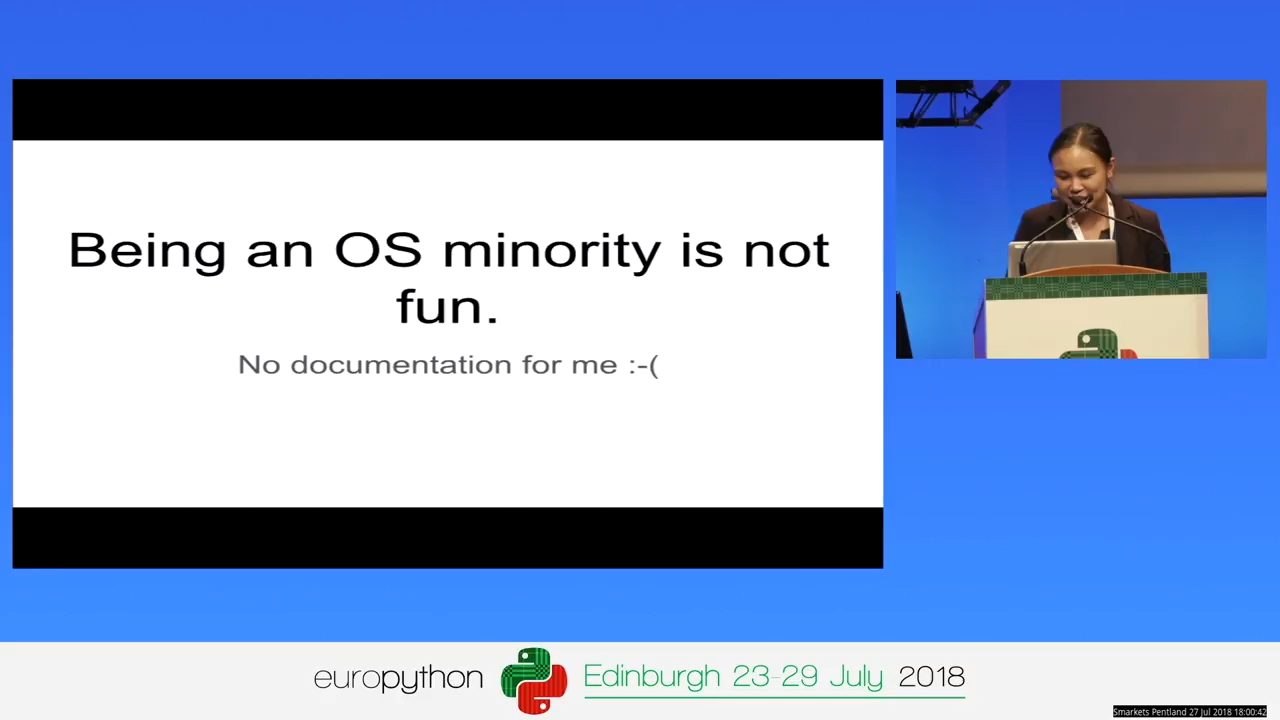 Being an OS minority is not
fun.
No documentation for me :-(
europython
Edinburgh 23-29 July 2018
Smarkets Pentland 27 Jul 2018 18:00:42